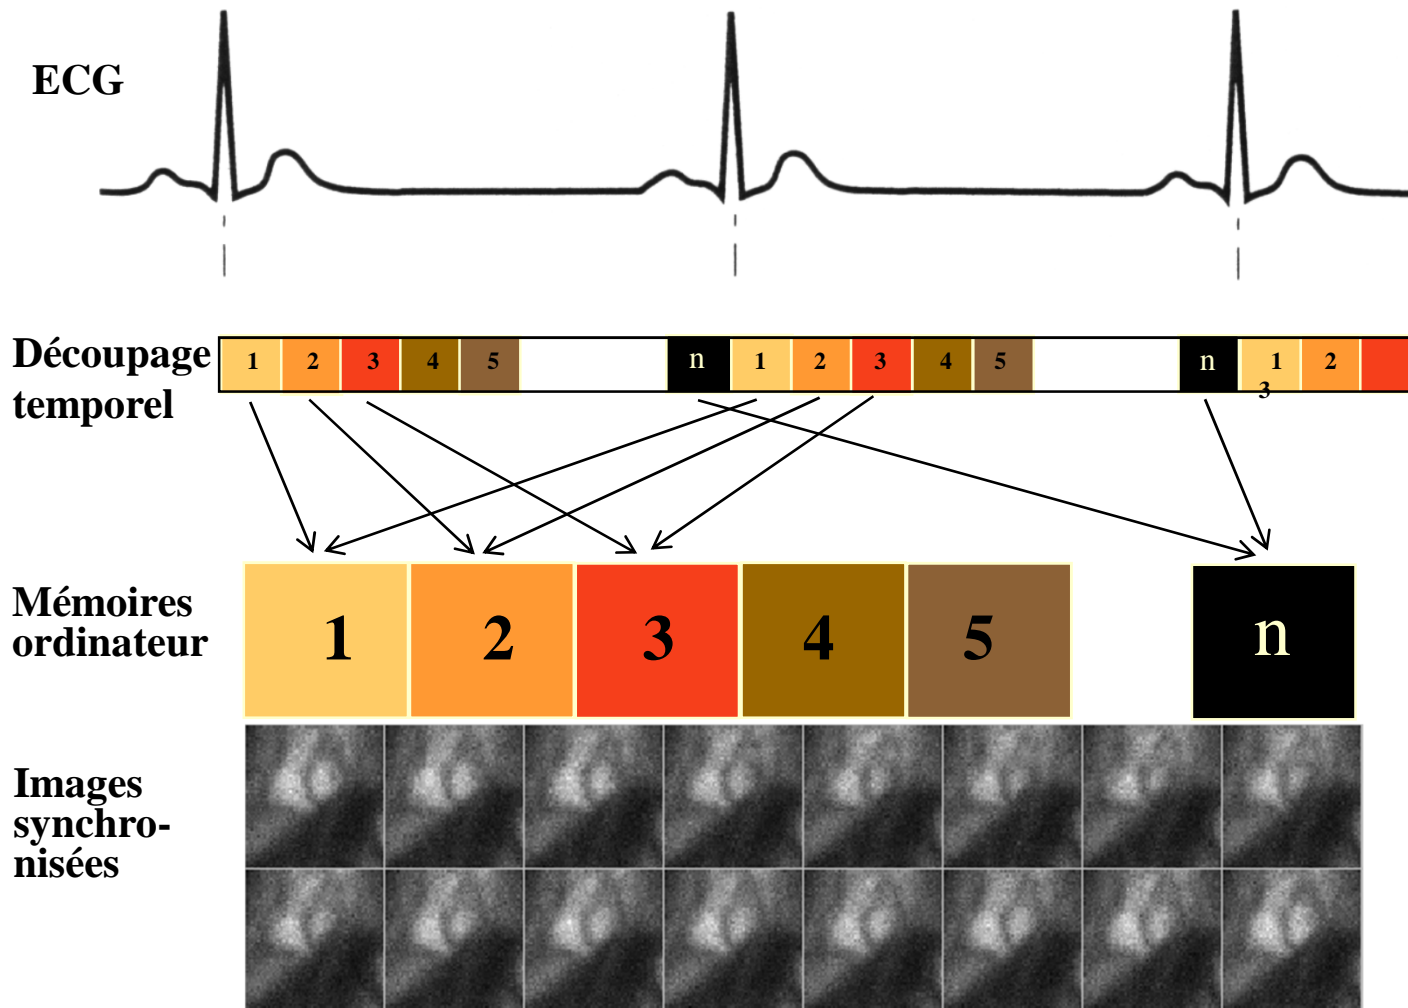 ECG
Découpage
temporel
1 2 3 4 5 n 1 2 3 4 5 n 1 2
3
Mémoires
ordinateur
1 2 3 4 5 n
Images
synchro-
nisées